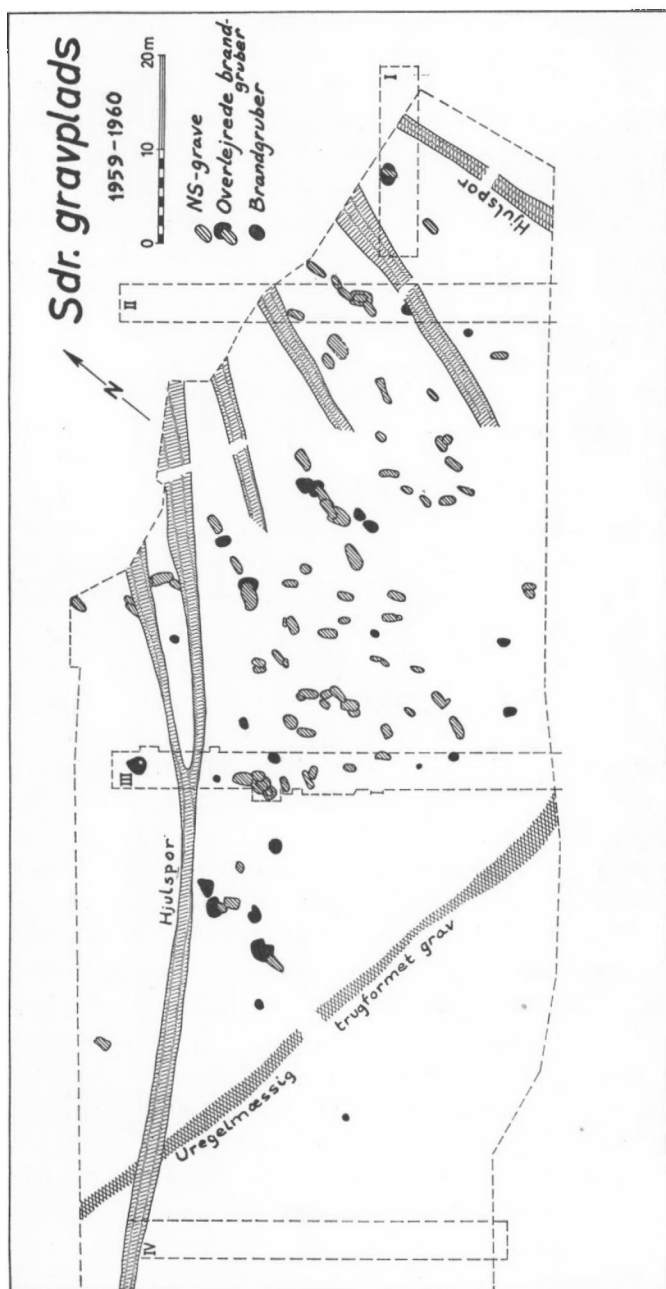 Sdr. gravplads
1959-1960
0 10 20m
NS-grave
Overlejrede brand-
gruber
Brandgruber
N
I
II
III
IV
Hjulspor
Hjulspor
Uregelmæssig
trugformet grav